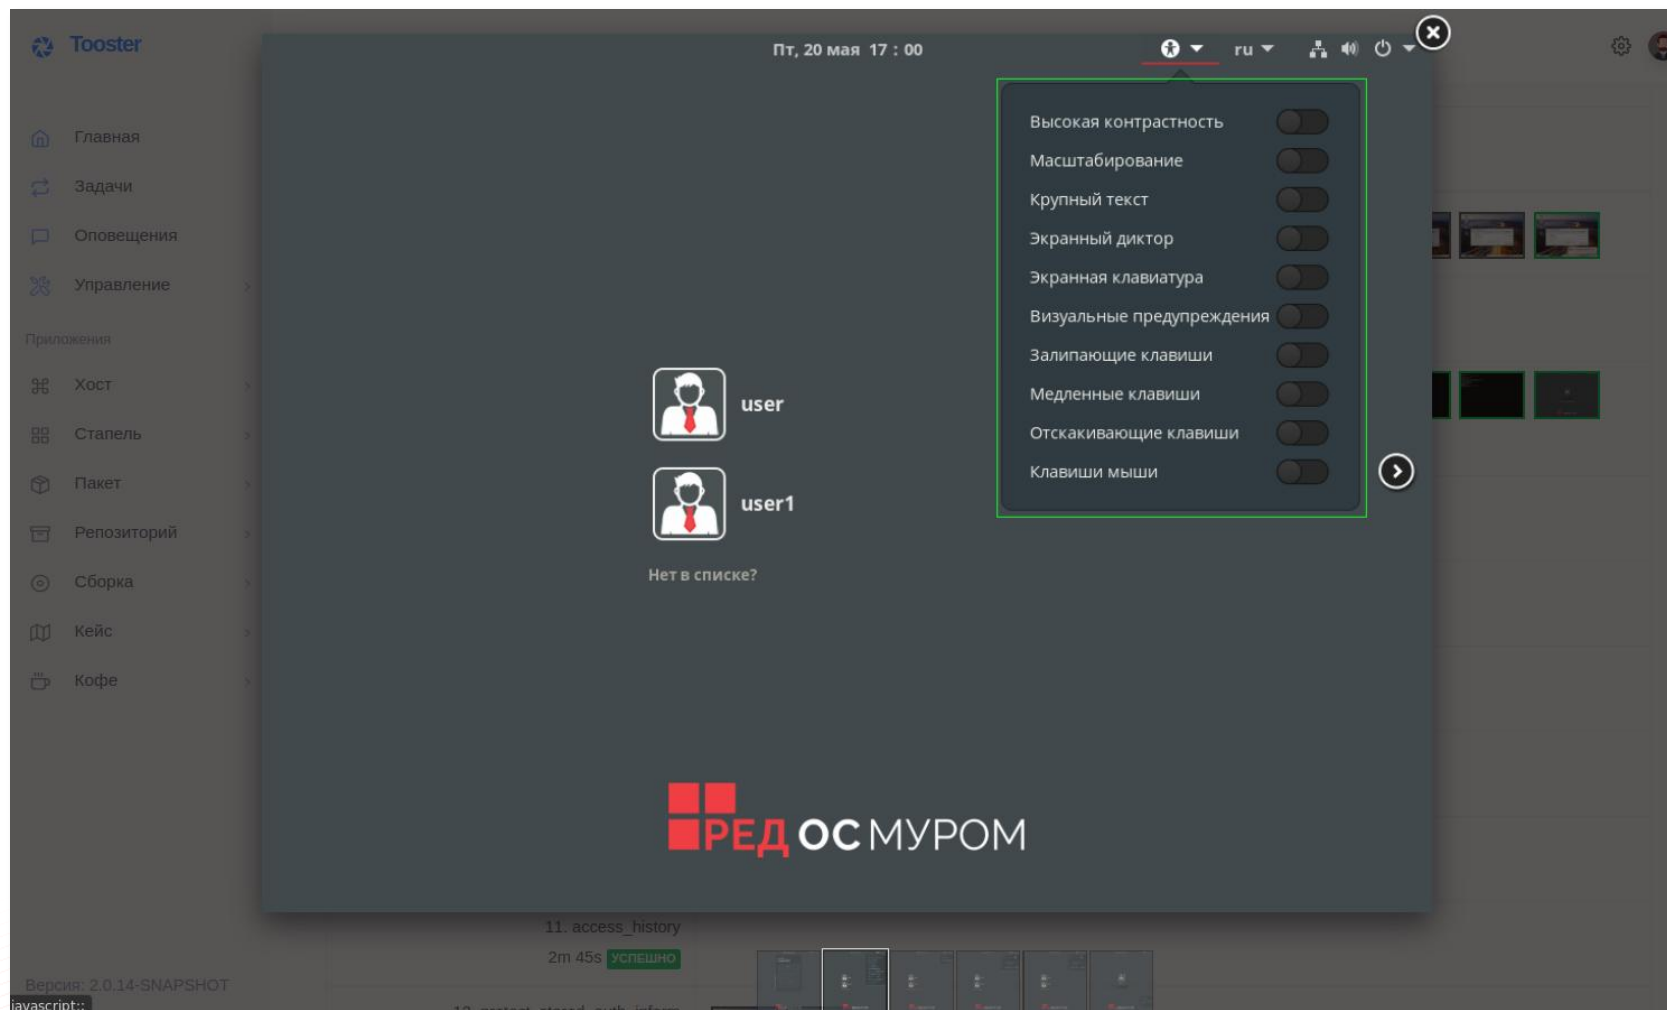 Tooster
Пт, 20 мая 17 : 00
ru
Главная
Задачи
Оповещения
Управление
Приложения
Хост
Стапель
Пакет
Репозиторий
Сборка
Кейс
Кофе
Высокая контрастность
Масштабирование
Крупный текст
Экранный диктор
Экранная клавиатура
Визуальные предупреждения
Залипающие клавиши
Медленные клавиши
Отскакивающие клавиши
Клавиши мыши
user
user1
Нет в списке?
РЕД ОС МУРОМ
11. access_history
2m 45s УСПЕШНО
Версия: 2.0.14-SNAPSHOT
javascript:;